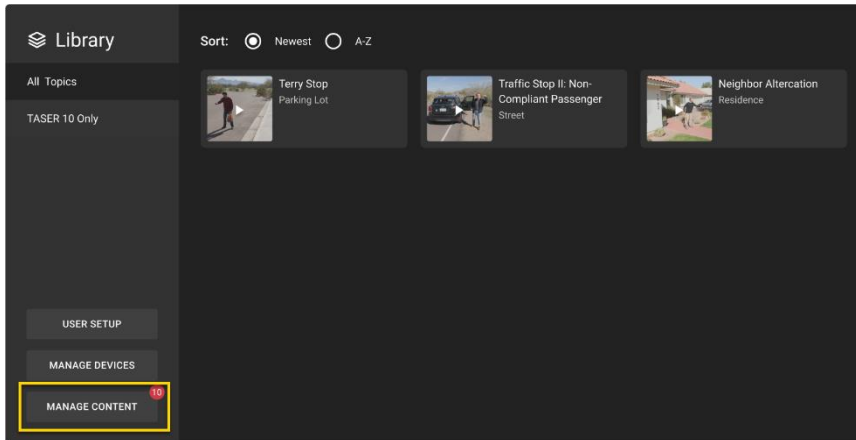 Library
Sort: Newest A-Z
All Topics
TASER 10 Only
Terry Stop
Parking Lot
Traffic Stop II: Non-
Compliant Passenger
Street
Neighbor Altercation
Residence
USER SETUP
MANAGE DEVICES
10
MANAGE CONTENT